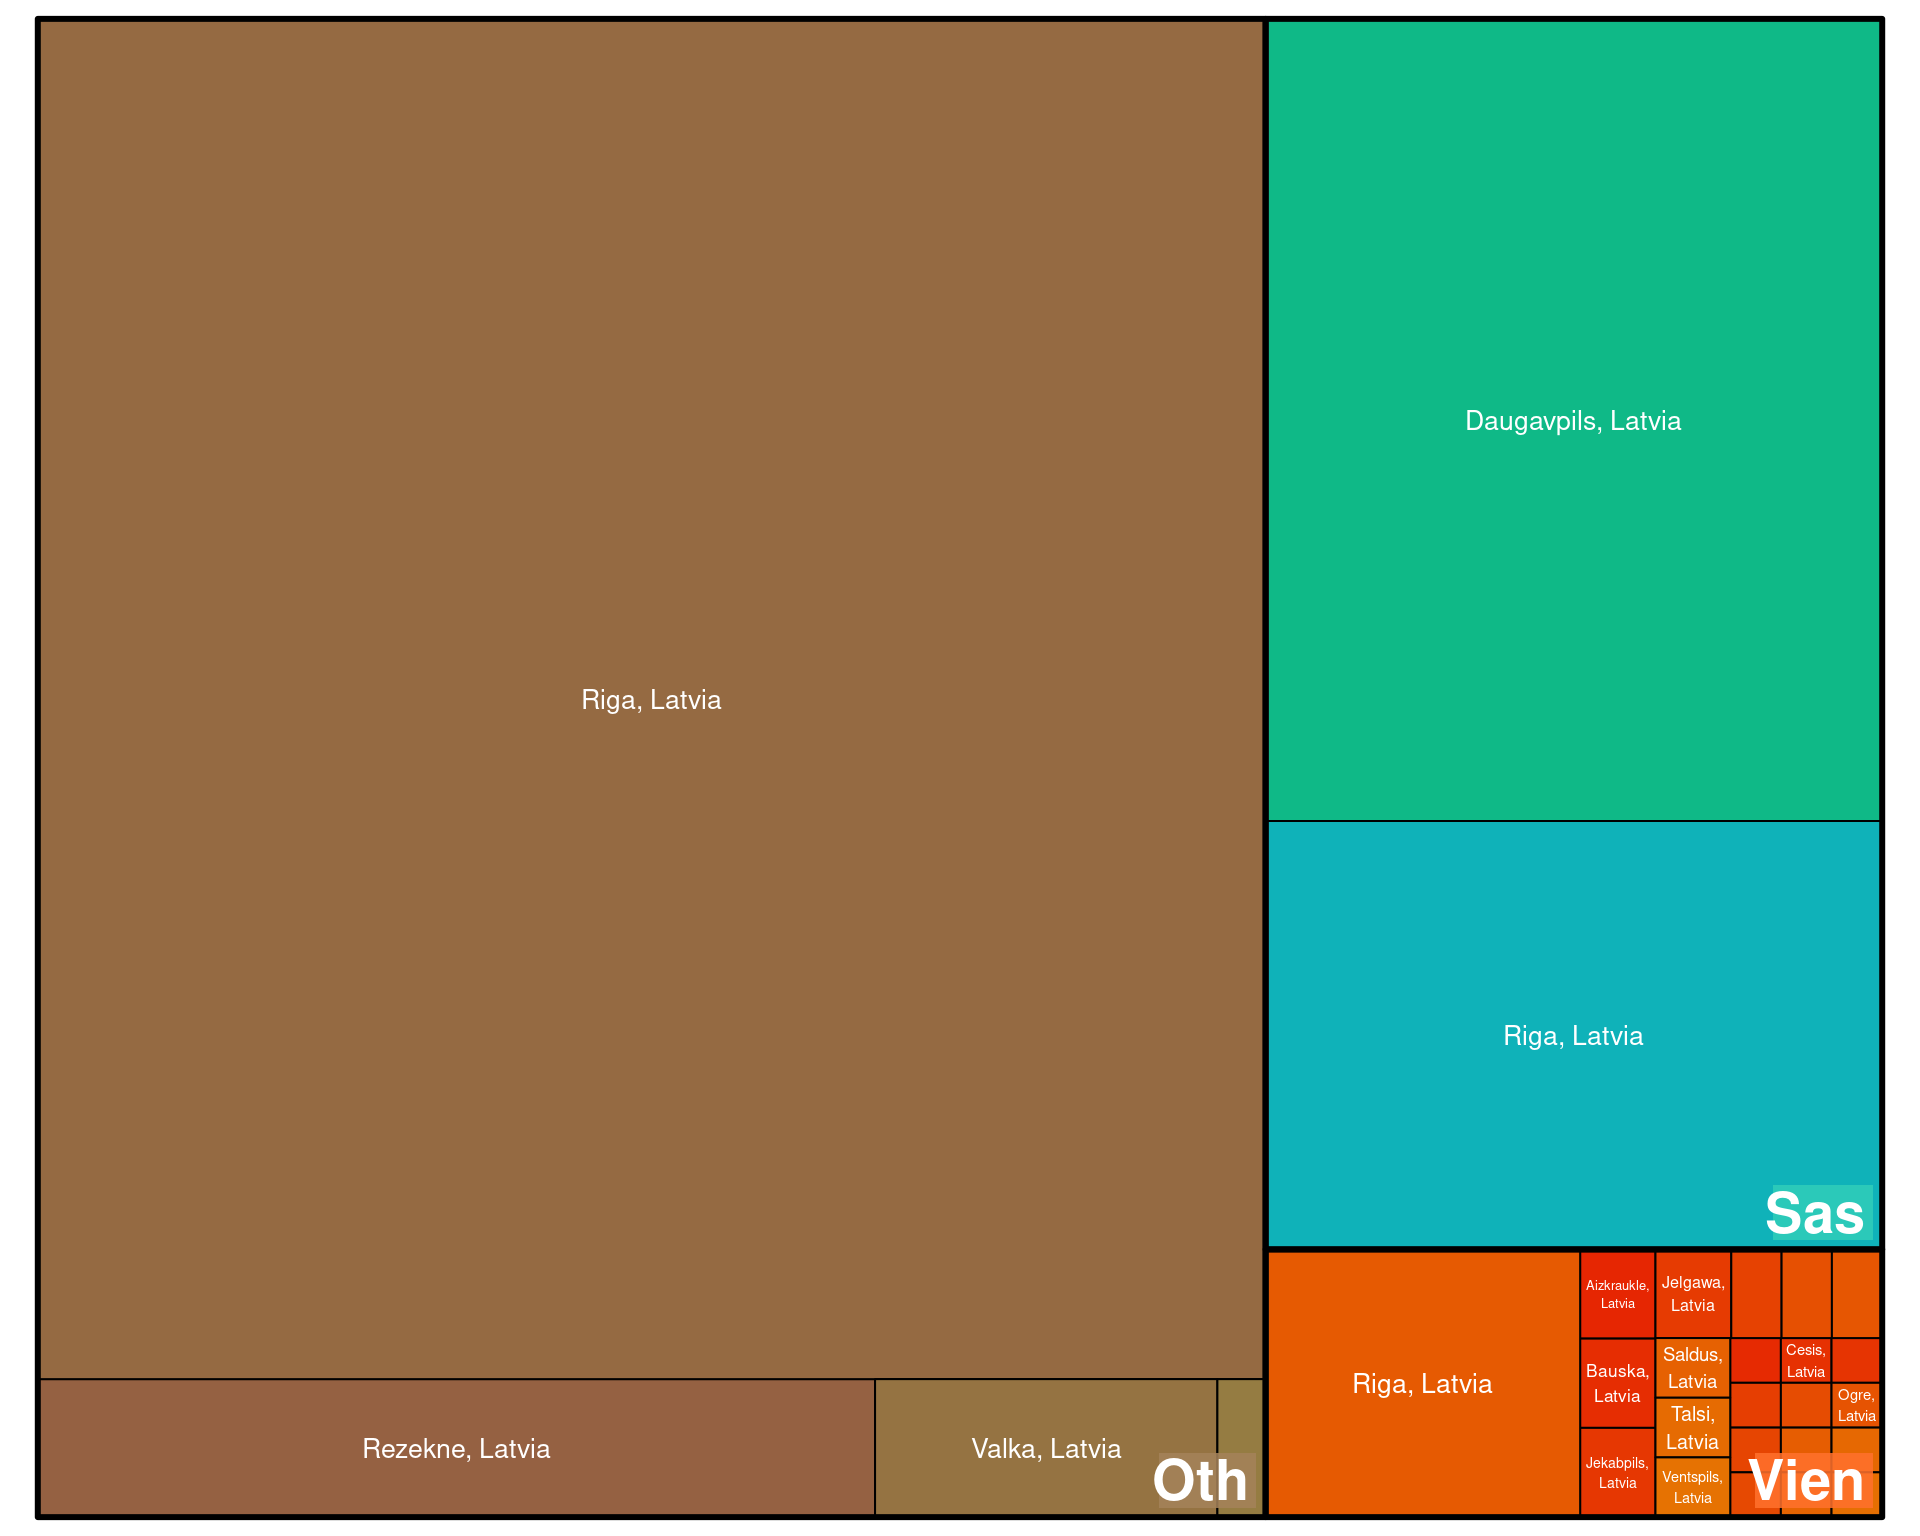 Riga, Latvia
Rezekne, Latvia
Valka, Latvia
Oth
Daugavpils, Latvia
Riga, Latvia
Sas
Riga, Latvia
Aizkraukle,
Latvia
Bauska,
Latvia
Jekabpils,
Latvia
Jelgawa,
Latvia
Saldus,
Latvia
Talsi,
Latvia
Ventspils,
Latvia
Cesis,
Latvia
Ogre,
Latvia
Vien